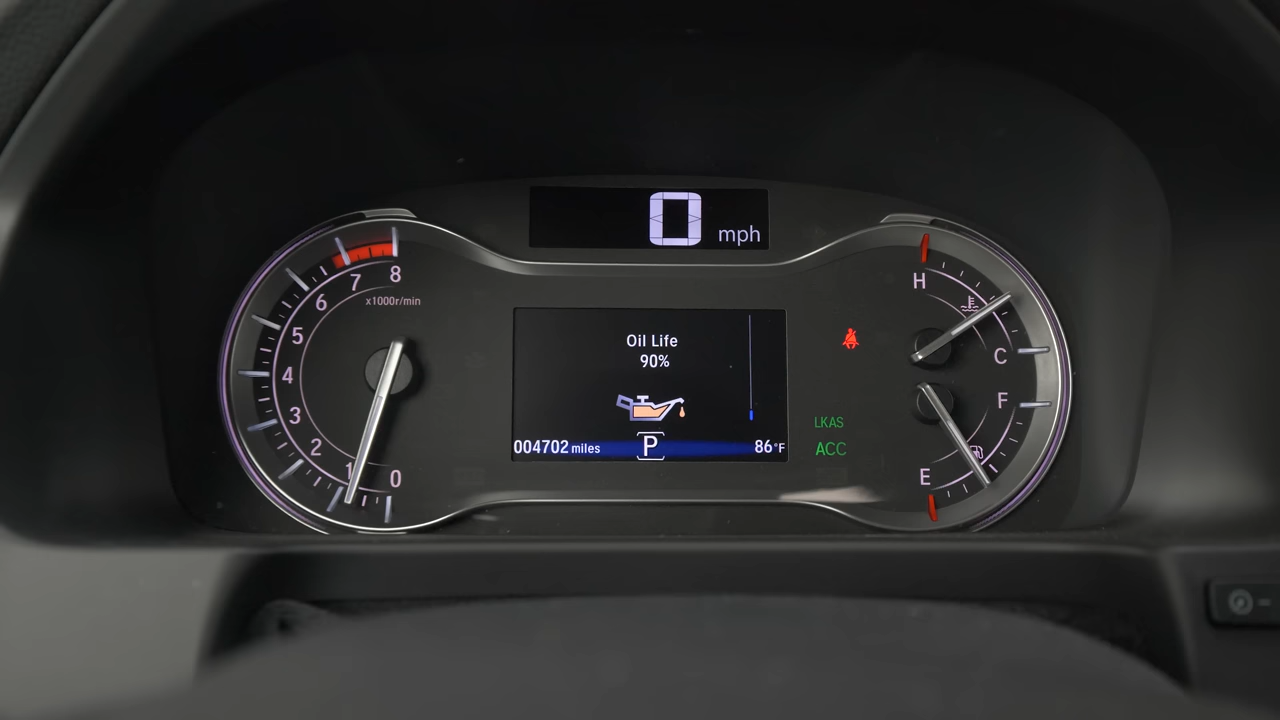 0 mph
8
7
6
5
4
3
2
1
0
x1000r/min
Oil Life
90%
004702 miles
P
86°F
LKAS
ACC
H
C
F
E